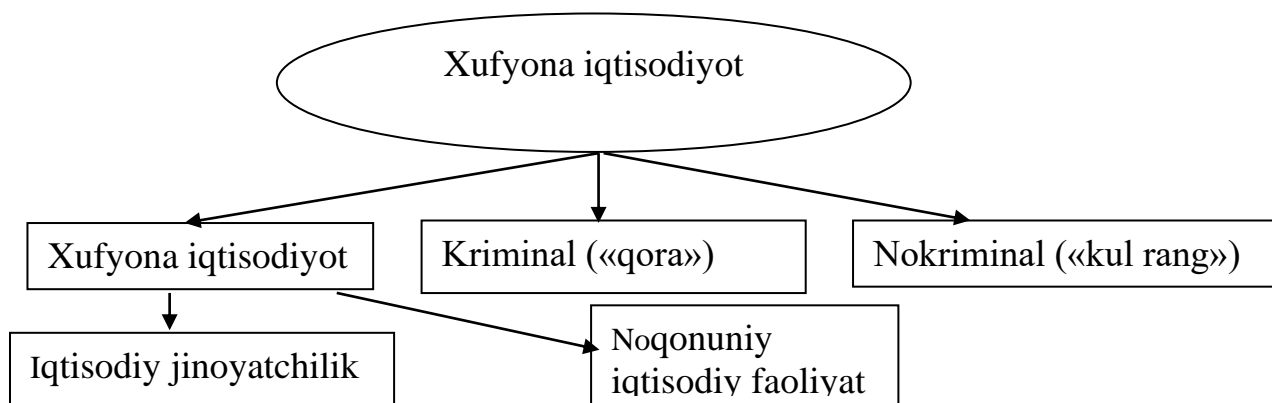 Xufyona iqtisodiyot
Xufyona iqtisodiyot
Kriminal («qora»)
Nokriminal («kul rang»)
Iqtisodiy jinoyatchilik
Noqonuniy
iqtisodiy faoliyat